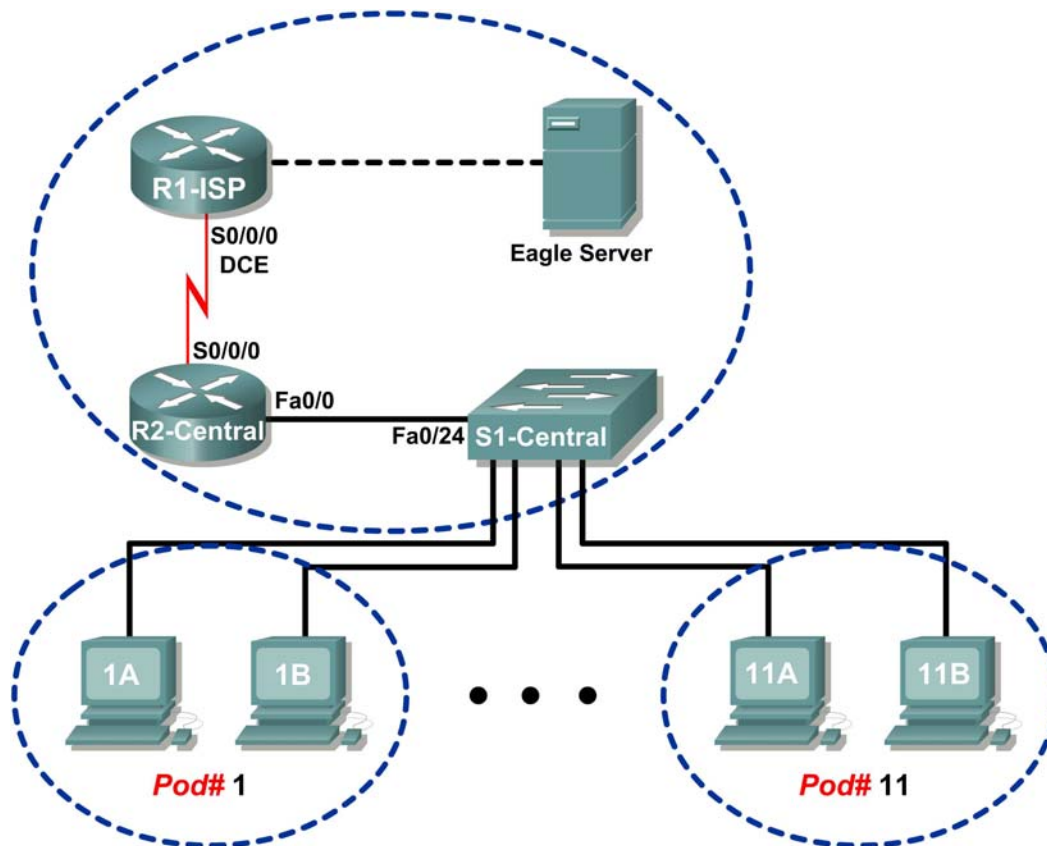 R1-ISP
S0/0/0
DCE
Eagle Server
S0/0/0
R2-Central
Fa0/0
Fa0/24
S1-Central
1A
1B
11A
11B
Pod# 1
Pod# 11